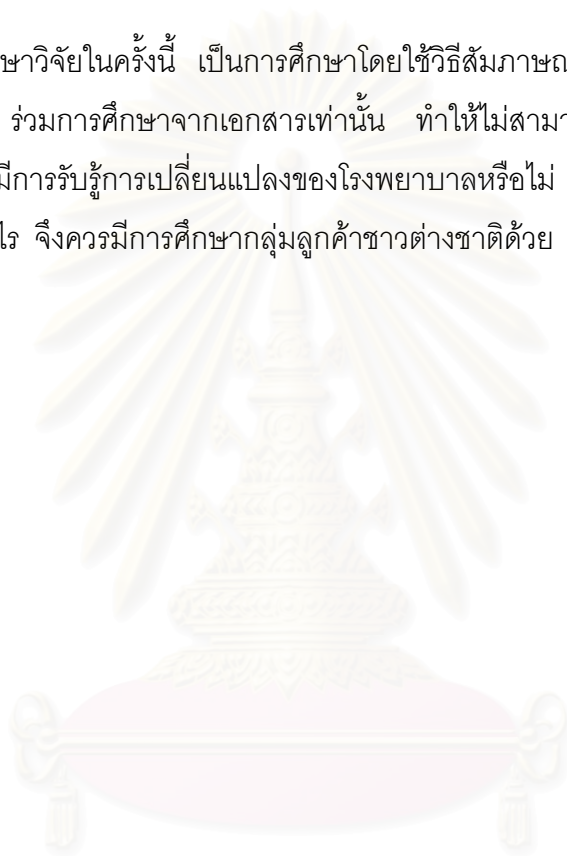 ษาวิจัยในครั้งนี้ เป็นการศึกษาโดยใช้วิธีสัมภาษณ
ร่วมการศึกษาจากเอกสารเท่านั้น ทำให้ไม่สามา
มีการรับรู้การเปลี่ยนแปลงของโรงพยาบาลหรือไม่
ไร จึงควรมีการศึกษากลุ่มลูกค้าชาวต่างชาติด้วย